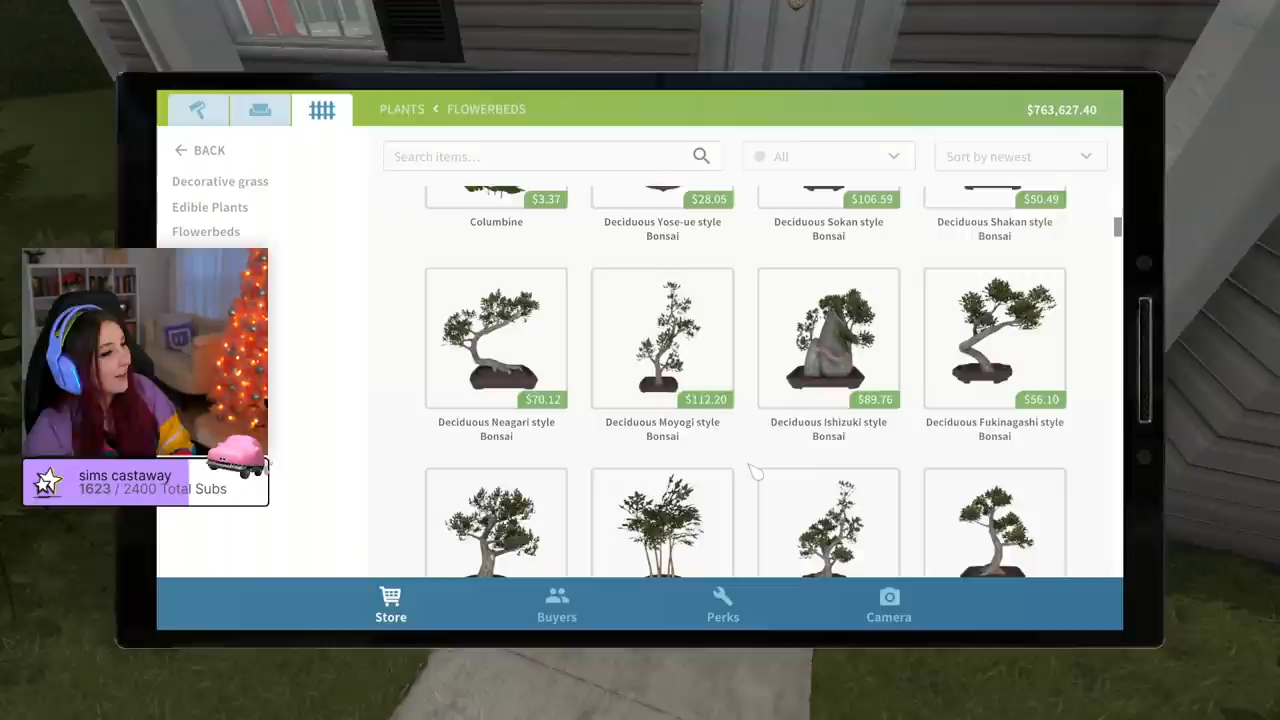 PLANTS < FLOWERBEDS
$763,627.40
BACK
Search items...
All
Sort by newest
Decorative grass
Edible Plants
Flowerbeds
$3.37
$28.05
$106.59
$50.49
Columbine
Deciduous Yose-ue style
Bonsai
Deciduous Sokan style
Bonsai
Deciduous Shakan style
Bonsai
$70.12
$112.20
$89.76
$56.10
Deciduous Neagari style
Bonsai
Deciduous Moyogi style
Bonsai
Deciduous Ishizuki style
Bonsai
Deciduous Fukinagashi style
Bonsai
sims castaway
1623 / 2400 Total Subs
Store
Buyers
Perks
Camera